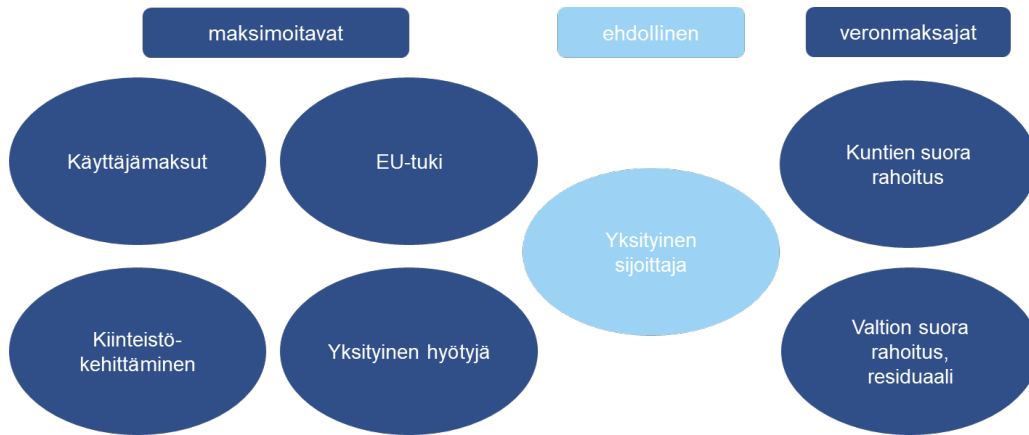 maksimoitavat
ehdollinen
veronmaksajat
Käyttäjämaksut
EU-tuki
Yksityinen
sijoittaja
Kuntien suora
rahoitus
Kiinteistö-
kehittäminen
Yksityinen hyötyjä
Valtion suora
rahoitus,
residuaali